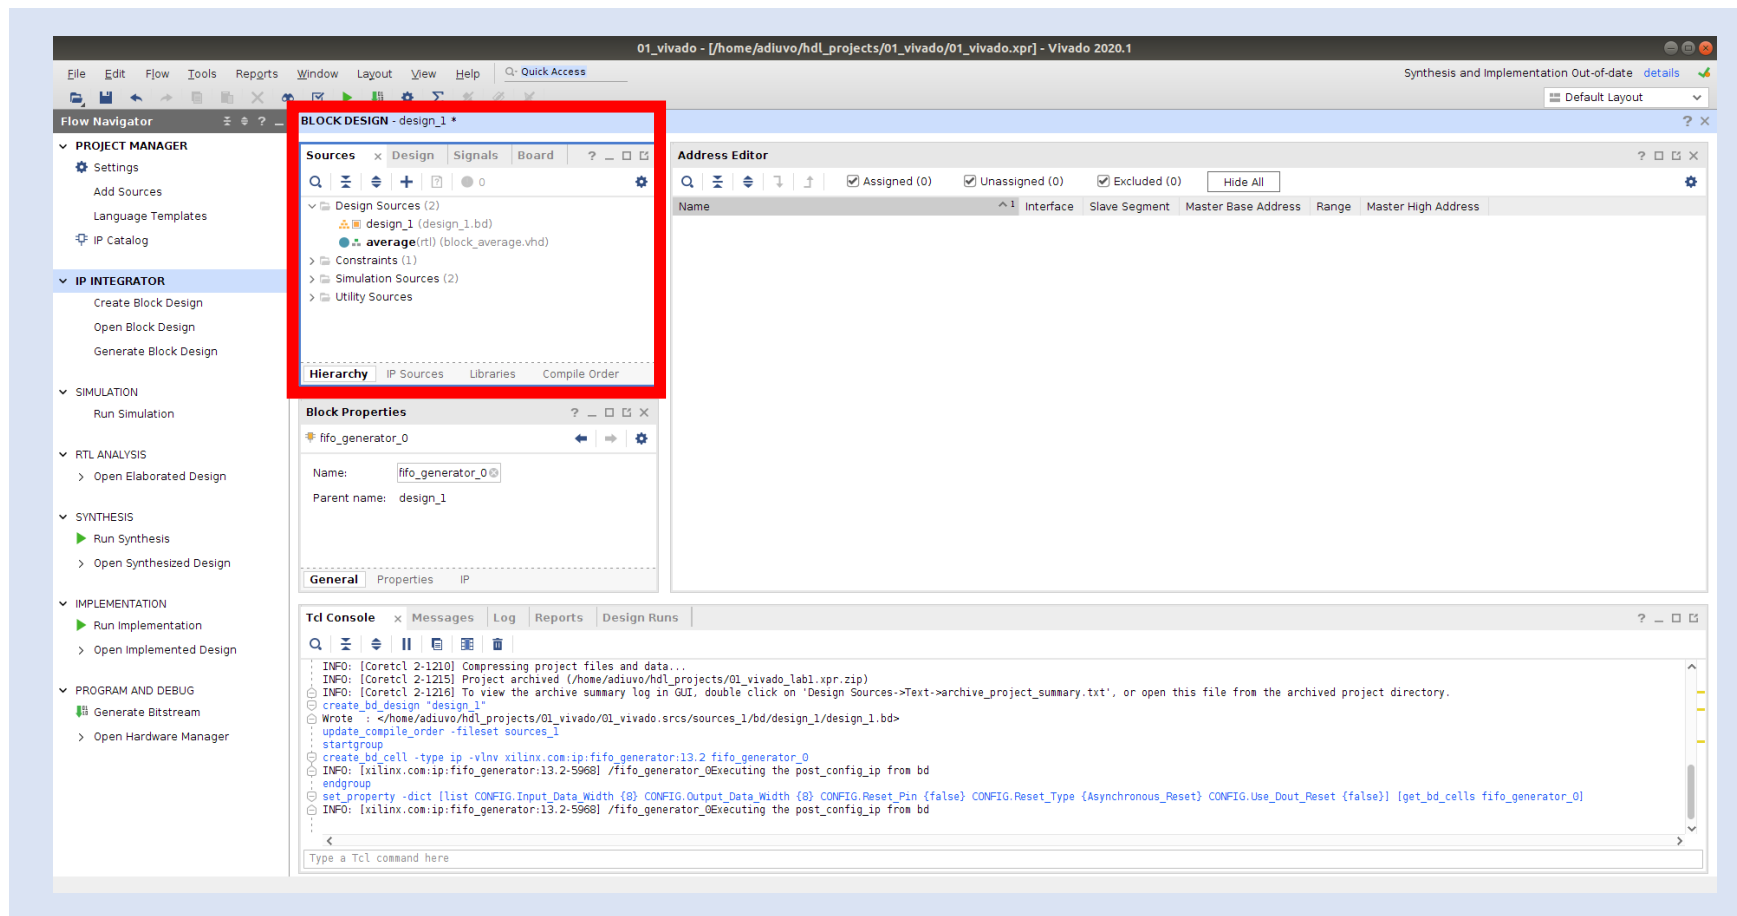 01_vivado - [/home/adiuvo/hdl_projects/01_vivado/01_vivado.xpr] - Vivado 2020.1
File Edit Flow Tools Reports Window Layout View Help Quick Access
Synthesis and Implementation Out-of-date details
Default Layout
Flow Navigator
PROJECT MANAGER
Settings
Add Sources
Language Templates
IP Catalog
IP INTEGRATOR
Create Block Design
Open Block Design
Generate Block Design
SIMULATION
Run Simulation
RTL ANALYSIS
Open Elaborated Design
SYNTHESIS
Run Synthesis
Open Synthesized Design
IMPLEMENTATION
Run Implementation
Open Implemented Design
PROGRAM AND DEBUG
Generate Bitstream
Open Hardware Manager
BLOCK DESIGN - design_1 *
Sources Design Signals Board
0
Design Sources (2)
design_1 (design_1.bd)
average(rtl) (block_average.vhd)
Constraints (1)
Simulation Sources (2)
Utility Sources
Hierarchy IP Sources Libraries Compile Order
Block Properties
fifo_generator_0
Name: fifo_generator_0
Parent name: design_1
General Properties IP
Address Editor
Assigned (0) Unassigned (0) Excluded (0) Hide All
Name 1 Interface Slave Segment Master Base Address Range Master High Address
Tcl Console Messages Log Reports Design Runs
INFO: [Coretcl 2-1210] Compressing project files and data...
INFO: [Coretcl 2-1215] Project archived (/home/adiuvo/hdl_projects/01_vivado_lab1.xpr.zip)
INFO: [Coretcl 2-1216] To view the archive summary log in GUI, double click on 'Design Sources->Text->archive_project_summary.txt', or open this file from the archived project directory.
create_bd_design "design_1"
Wrote : </home/adiuvo/hdl_projects/01_vivado/01_vivado.srcs/sources_1/bd/design_1/design_1.bd>
update_compile_order -fileset sources_1
startgroup
create_bd_cell -type ip -vlnv xilinx.com:ip:fifo_generator:13.2 fifo_generator_0
INFO: [xilinx.com:ip:fifo_generator:13.2-5968] /fifo_generator_0Executing the post_config_ip from bd
endgroup
set_property -dict [list CONFIG.Input_Data_Width {8} CONFIG.Output_Data_Width {8} CONFIG.Reset_Pin {false} CONFIG.Reset_Type {Asynchronous_Reset} CONFIG.Use_Dout_Reset {false}] [get_bd_cells fifo_generator_0]
INFO: [xilinx.com:ip:fifo_generator:13.2-5968] /fifo_generator_0Executing the post_config_ip from bd
Type a Tcl command here